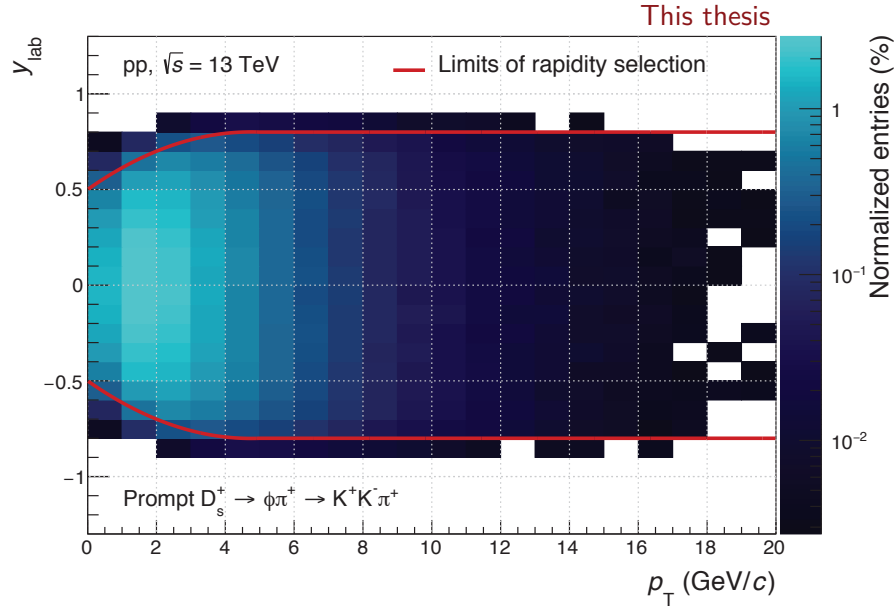 This thesis
y_lab
pp, √s = 13 TeV
Limits of rapidity selection
1
0.5
0
−0.5
−1
Prompt D_s^+ → ϕπ^+ → K^+K^-π^+
0 2 4 6 8 10 12 14 16 18 20
p_T (GeV/c)
1
10^−1
10^−2
Normalized entries (%)